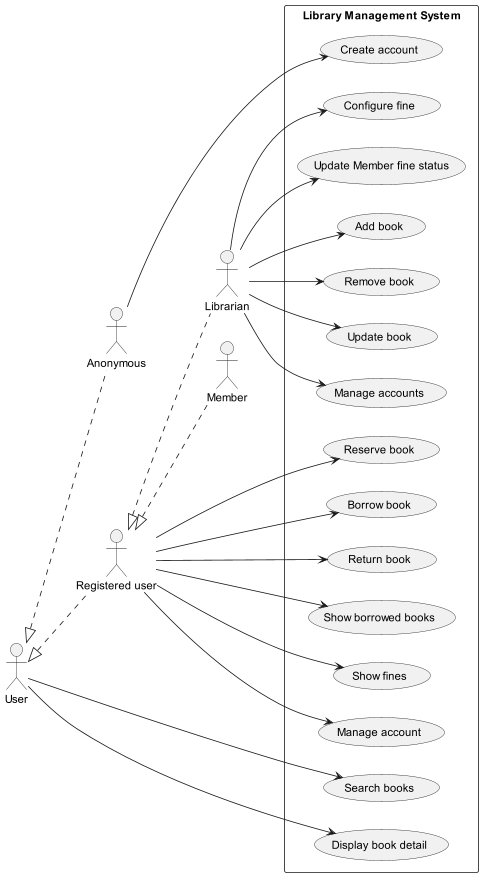 Library Management System
Create account
Configure fine
Update Member fine status
Add book
Remove book
Librarian
Update book
Anonymous
Manage accounts
Member
Reserve book
Borrow book
Return book
Registered user
Show borrowed books
Show fines
User
Manage account
Search books
Display book detail